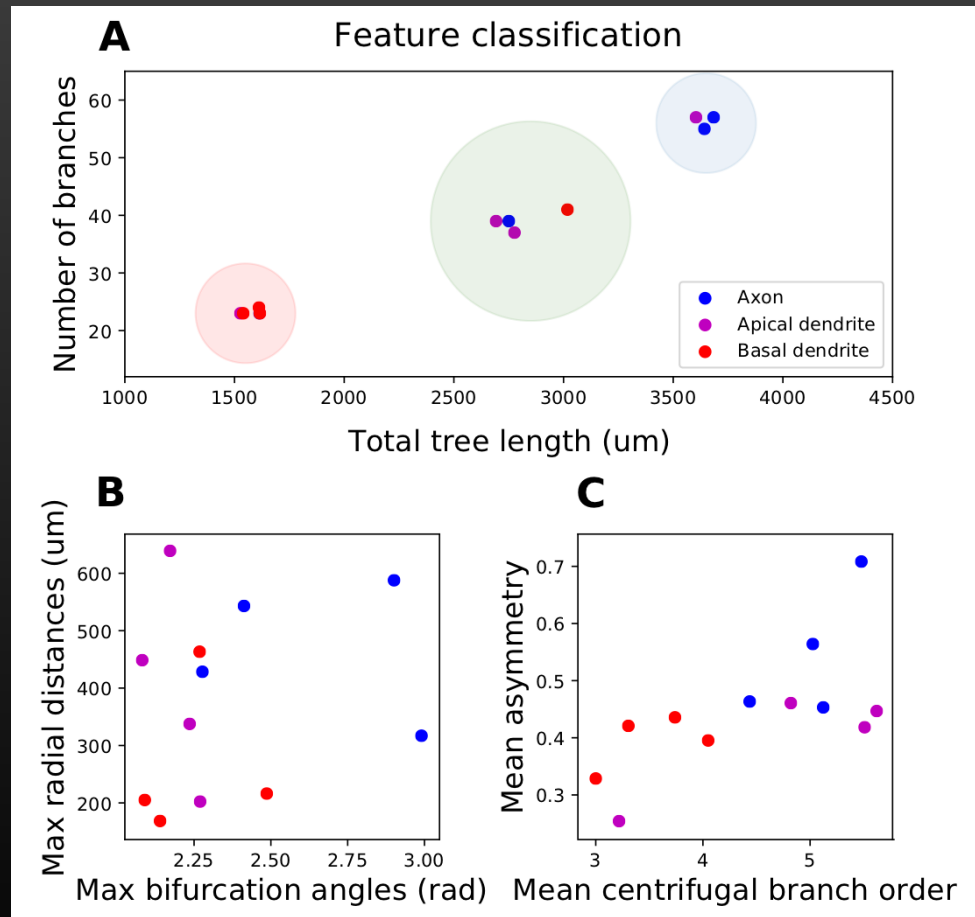 A
Feature classification
Number of branches
60
50
40
30
20
Axon
Apical dendrite
Basal dendrite
1000 1500 2000 2500 3000 3500 4000 4500
Total tree length (um)
B
Max radial distances (um)
600
500
400
300
200
2.25 2.50 2.75 3.00
Max bifurcation angles (rad)
C
Mean asymmetry
0.7
0.6
0.5
0.4
0.3
3 4 5
Mean centrifugal branch order